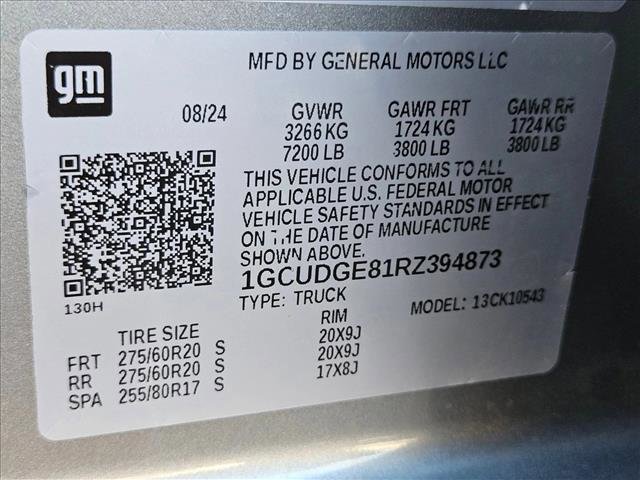 gm
MFD BY GENERAL MOTORS LLC
08/24 GVWR GAWR FRT GAWR RR
3266 KG 1724 KG 1724 KG
7200 LB 3800 LB 3800 LB
THIS VEHICLE CONFORMS TO ALL
APPLICABLE U.S. FEDERAL MOTOR
VEHICLE SAFETY STANDARDS IN EFFECT
ON THE DATE OF MANUFACTURE
SHOWN ABOVE.
1GCUDGE81RZ394873
130H
TYPE: TRUCK MODEL: 13CK10543
TIRE SIZE RIM
FRT 275/60R20 S 20X9J
RR 275/60R20 S 20X9J
SPA 255/80R17 S 17X8J